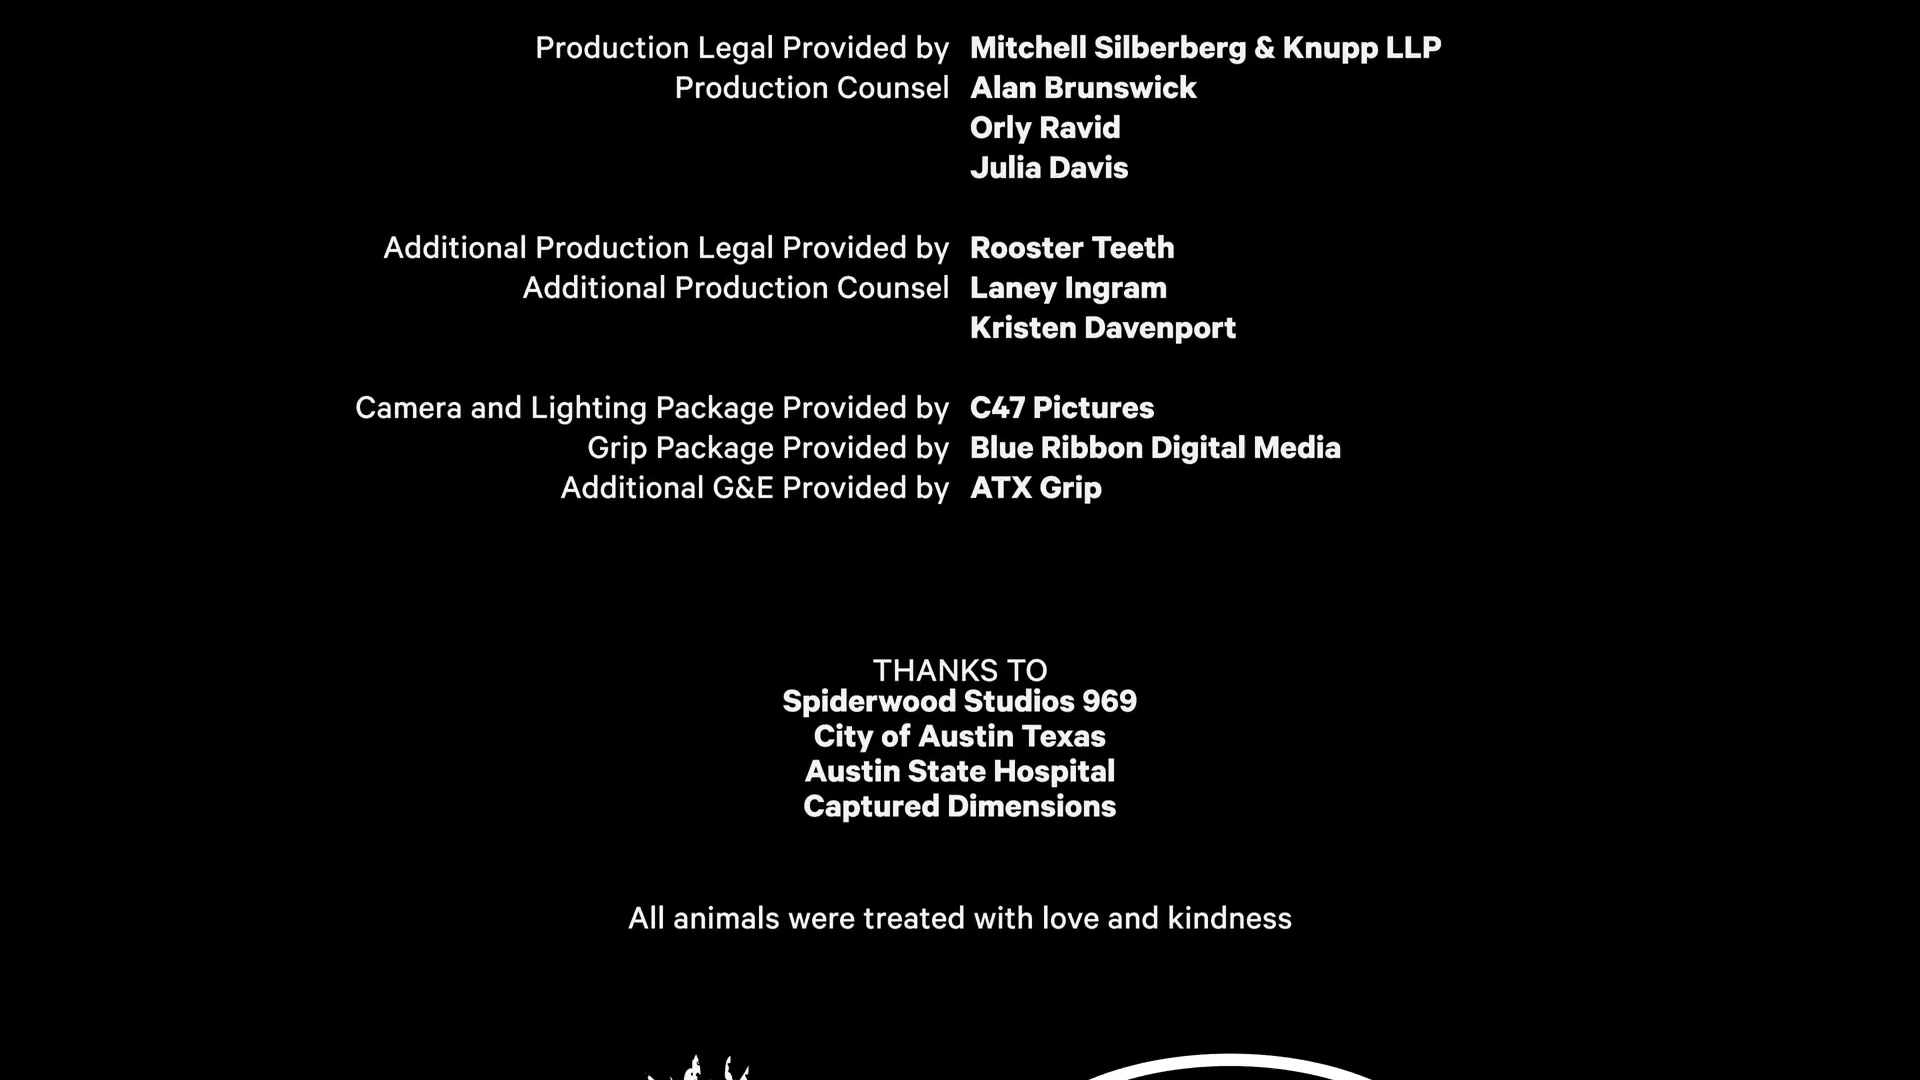 Production Legal Provided by Mitchell Silberberg & Knupp LLP
Production Counsel Alan Brunswick
Orly Ravid
Julia Davis
Additional Production Legal Provided by Rooster Teeth
Additional Production Counsel Laney Ingram
Kristen Davenport
Camera and Lighting Package Provided by C47 Pictures
Grip Package Provided by Blue Ribbon Digital Media
Additional G&E Provided by ATX Grip
THANKS TO
Spiderwood Studios 969
City of Austin Texas
Austin State Hospital
Captured Dimensions
All animals were treated with love and kindness